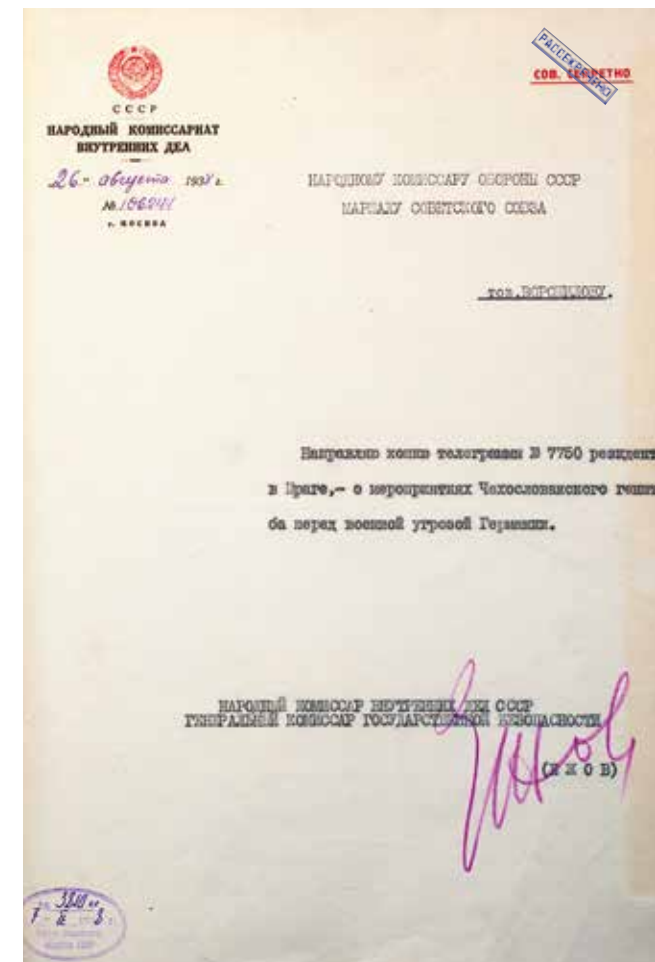 РАССЕКРЕЧЕНО
СОВ. СЕКРЕТНО
СССР
НАРОДНЫЙ КОМИССАРИАТ
ВНУТРЕННИХ ДЕЛ
26 - августа 1938 г.
№
г. МОСКВА
НАРОДНОМУ КОМИССАРУ ОБОРОНЫ СССР
МАРШАЛУ СОВЕТСКОГО СОЮЗА
тов. ВОРОШИЛОВУ.
Направляю копию телеграммы № 7750 резидент
в Праге,- о мероприятиях Чехословакского генш
ба перед военной угрозой Германии.
НАРОДНЫЙ КОМИССАР ВНУТРЕННИХ ДЕЛ СССР
ГЕНЕРАЛЬНЫЙ КОМИССАР ГОСУДАРСТВЕННОЙ БЕЗОПАСНОСТИ
Ежов
(Е Ж О В)